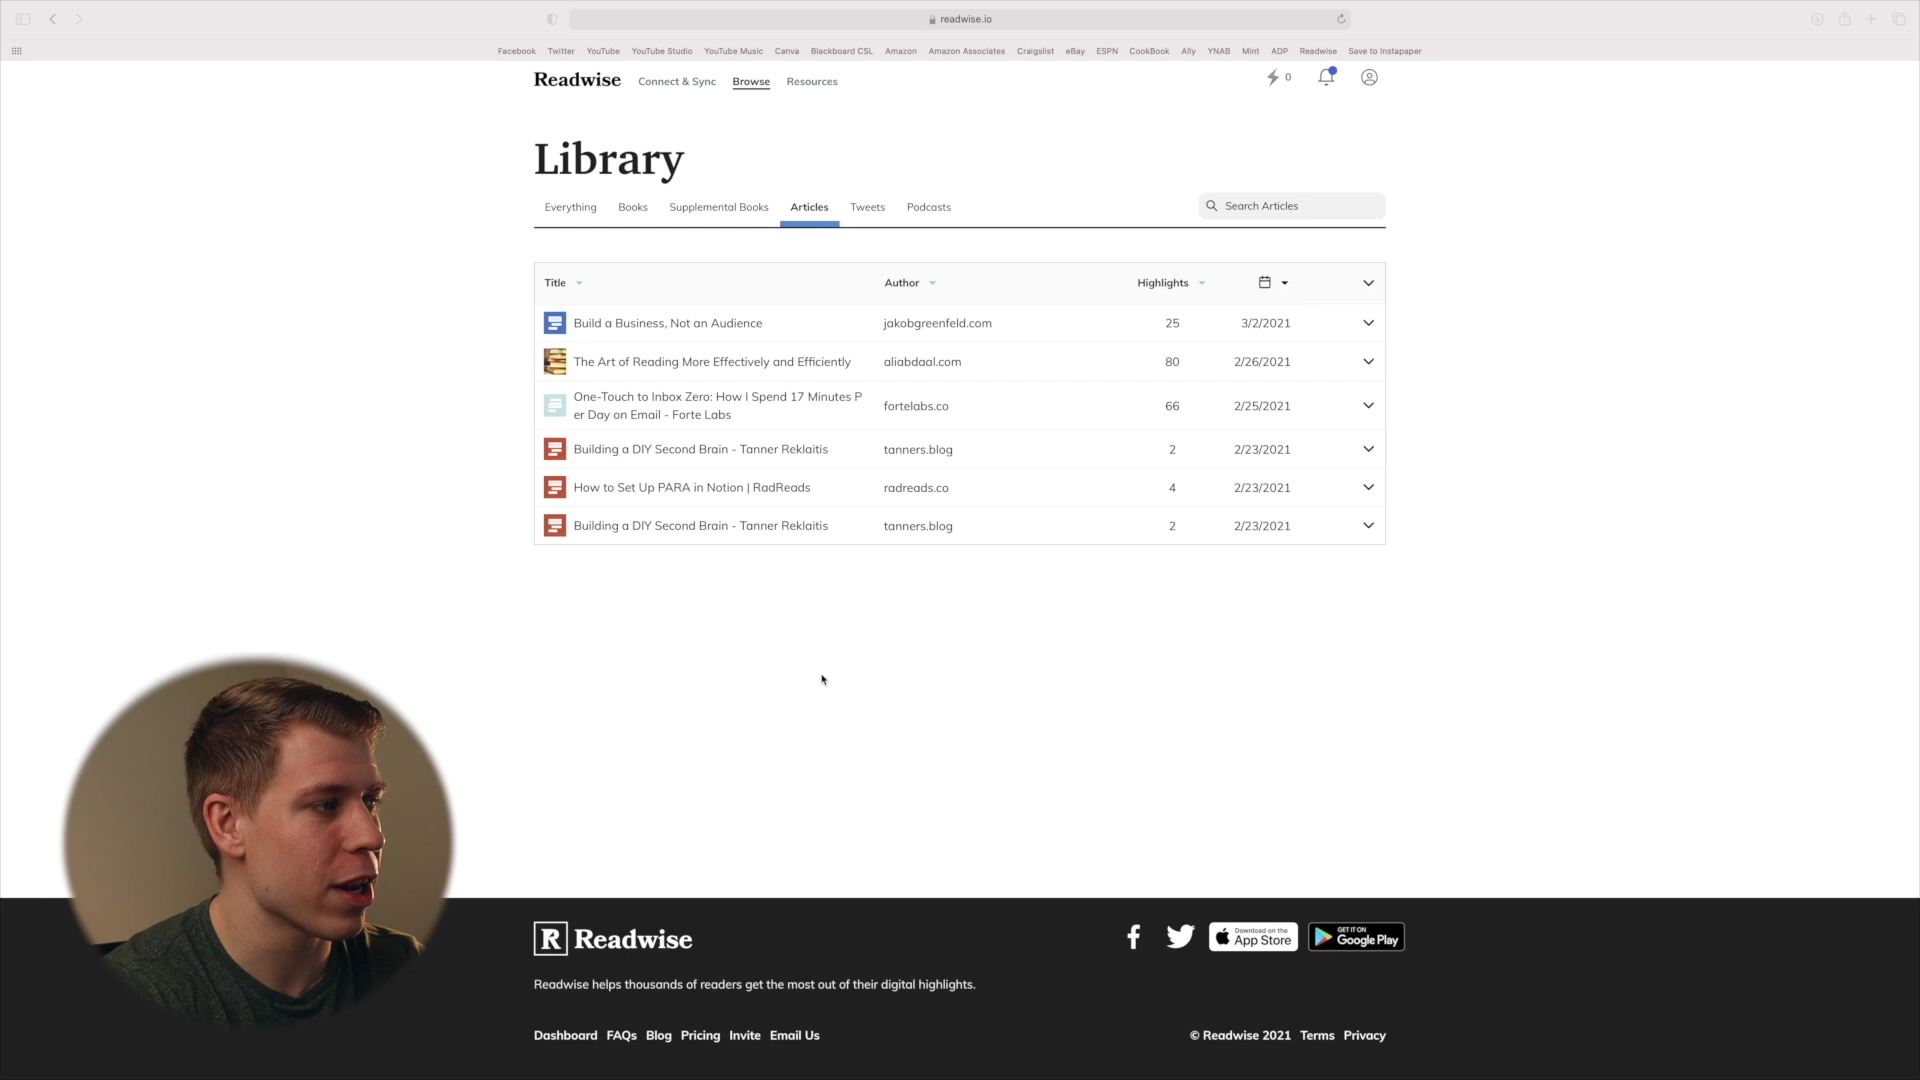 readwise.io
Facebook Twitter YouTube YouTube Studio YouTube Music Canva Blackboard CSL Amazon Amazon Associates Craigslist eBay ESPN CookBook Ally YNAB Mint ADP Readwise Save to Instapaper
Readwise Connect & Sync Browse Resources 0
Library
Everything Books Supplemental Books Articles Tweets Podcasts Search Articles
Title Author Highlights
Build a Business, Not an Audience jakobgreenfeld.com 25 3/2/2021
The Art of Reading More Effectively and Efficiently aliabdaal.com 80 2/26/2021
One-Touch to Inbox Zero: How I Spend 17 Minutes P
er Day on Email - Forte Labs fortelabs.co 66 2/25/2021
Building a DIY Second Brain - Tanner Reklaitis tanners.blog 2 2/23/2021
How to Set Up PARA in Notion | RadReads radreads.co 4 2/23/2021
Building a DIY Second Brain - Tanner Reklaitis tanners.blog 2 2/23/2021
R Readwise
Download on the
App Store
GET IT ON
Google Play
Readwise helps thousands of readers get the most out of their digital highlights.
Dashboard FAQs Blog Pricing Invite Email Us © Readwise 2021 Terms Privacy